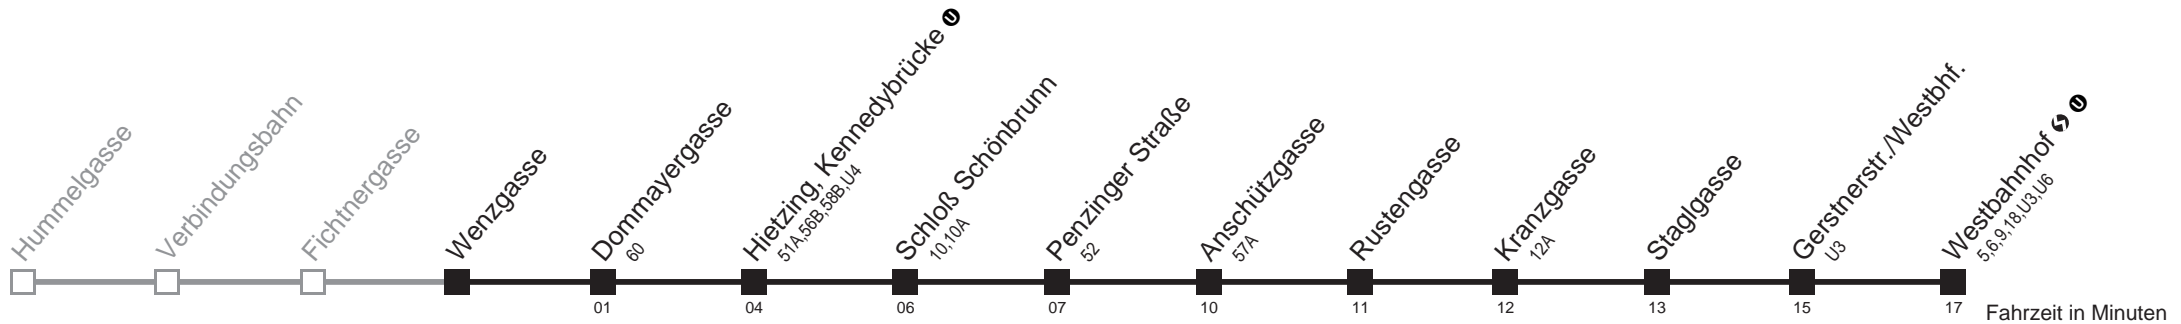 Hummelgasse
Verbindungsbahn
Fichtnergasse
Wenzgasse
Dommayergasse
60
01
Hietzing, Kennedybrücke U
51A,56B,58B,U4
04
Schloß Schönbrunn
10,10A
06
Penzinger Straße
52
07
Anschützgasse
57A
10
Rustengasse
11
Kranzgasse
12A
12
Staglgasse
13
Gerstnerstr./Westbhf.
U3
15
Westbahnhof S U
5,6,9,18,U3,U6
17
Fahrzeit in Minuten